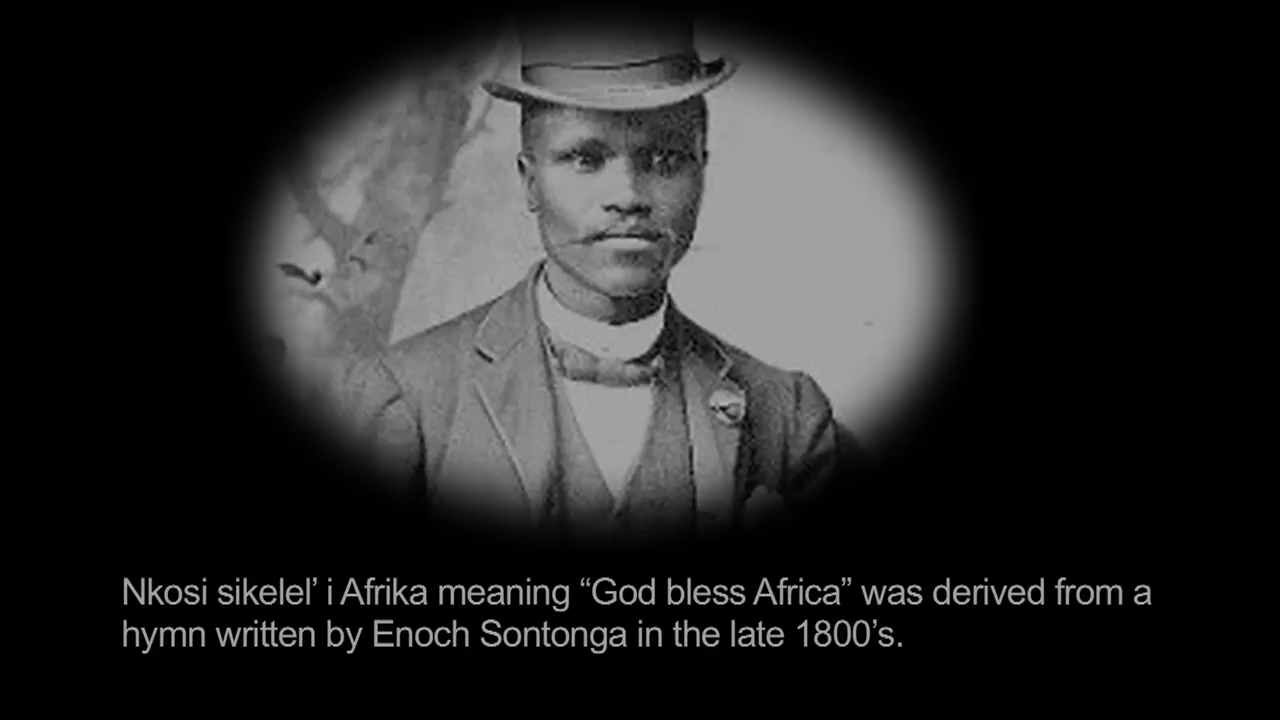 Nkosi sikelel’ i Afrika meaning “God bless Africa” was derived from a
hymn written by Enoch Sontonga in the late 1800’s.